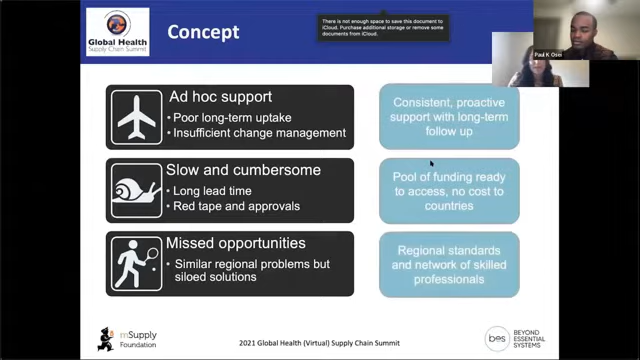 Global Health
Supply Chain Summit
Concept
There is not enough space to save this document to
iCloud. Purchase additional storage or remove some
documents from iCloud.
Paul K Osei
Ad hoc support
• Poor long-term uptake
• Insufficient change management
Consistent, proactive
support with long-term
follow up
Slow and cumbersome
• Long lead time
• Red tape and approvals
Pool of funding ready
to access, no cost to
countries
Missed opportunities
• Similar regional problems but
siloed solutions
Regional standards
and network of skilled
professionals
mSupply
Foundation
2021 Global Health (Virtual) Supply Chain Summit
bes
BEYOND
ESSENTIAL
SYSTEMS